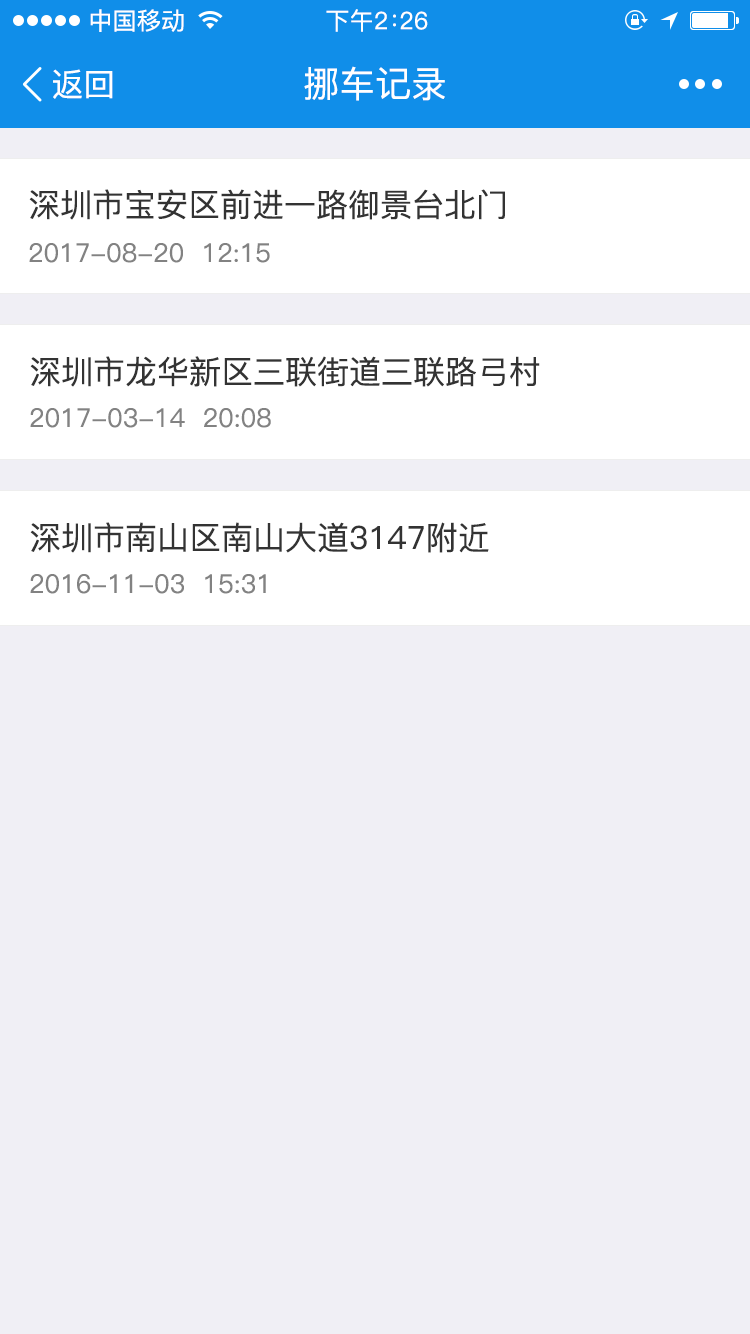 中国移动 下午2:26
返回 挪车记录
深圳市宝安区前进一路御景台北门
2017-08-20 12:15
深圳市龙华新区三联街道三联路弓村
2017-03-14 20:08
深圳市南山区南山大道3147附近
2016-11-03 15:31